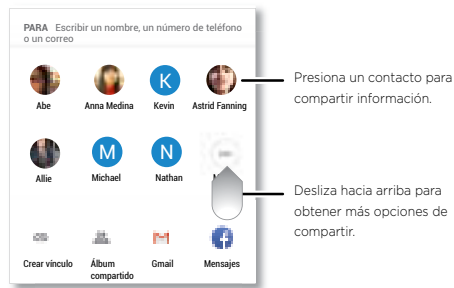 PARA Escribir un nombre, un número de teléfono
o un correo
K
Abe Anna Medina Kevin Astrid Fanning
Presiona un contacto para
compartir información.
M N
Allie Michael Nathan
Desliza hacia arriba para
obtener más opciones de
compartir.
Crear vínculo Álbum compartido Gmail Mensajes